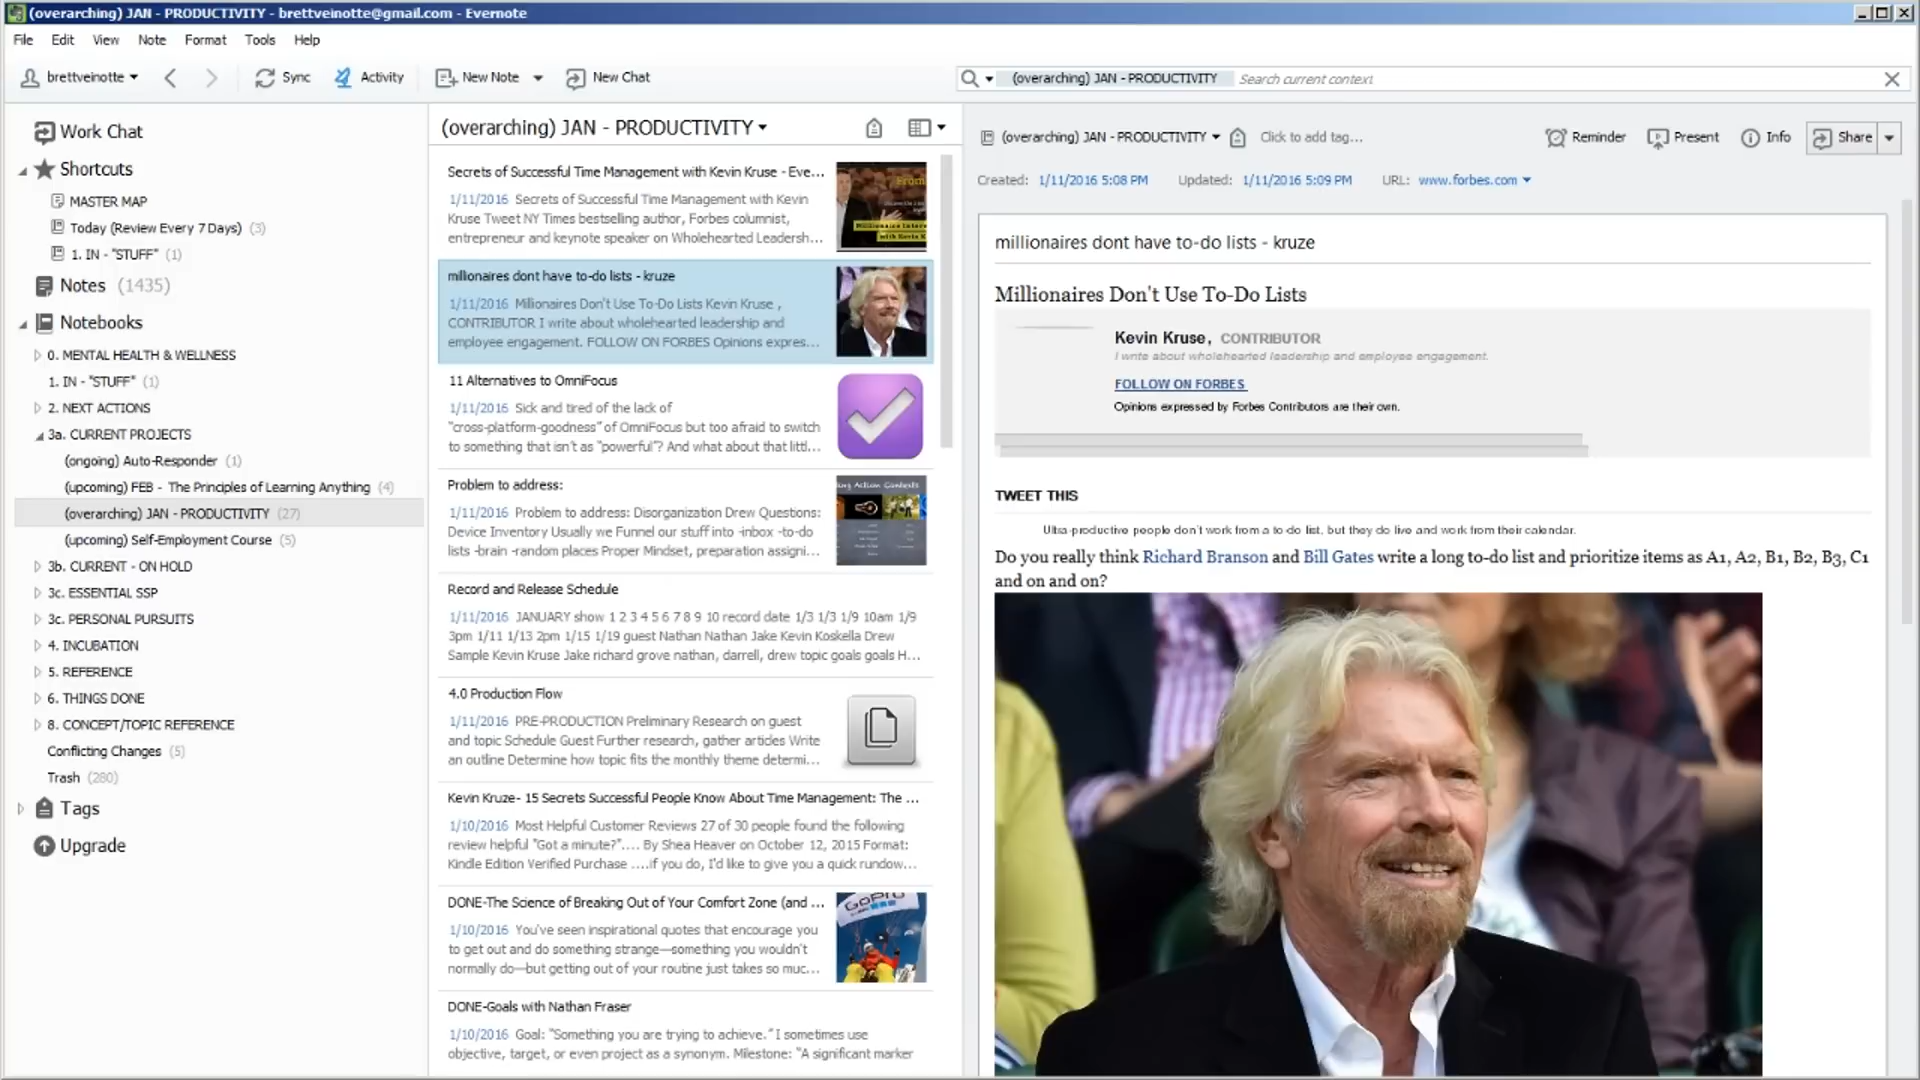 (overarching) JAN - PRODUCTIVITY - brettveinotte@gmail.com - Evernote
File Edit View Note Format Tools Help
brettveinotte Sync Activity New Note New Chat
(overarching) JAN - PRODUCTIVITY Search current context
Work Chat
Shortcuts
MASTER MAP
Today (Review Every 7 Days) (3)
1. IN - "STUFF" (1)
Notes (1435)
Notebooks
0. MENTAL HEALTH & WELLNESS
1. IN - "STUFF" (1)
2. NEXT ACTIONS
3a. CURRENT PROJECTS
(ongoing) Auto-Responder (1)
(upcoming) FEB - The Principles of Learning Anything (4)
(overarching) JAN - PRODUCTIVITY (27)
(upcoming) Self-Employment Course (5)
3b. CURRENT - ON HOLD
3c. ESSENTIAL SSP
3c. PERSONAL PURSUITS
4. INCUBATION
5. REFERENCE
6. THINGS DONE
8. CONCEPT/TOPIC REFERENCE
Conflicting Changes (5)
Trash (280)
Tags
Upgrade
(overarching) JAN - PRODUCTIVITY
Secrets of Successful Time Management with Kevin Kruse - Eve...
1/11/2016 Secrets of Successful Time Management with Kevin
Kruse Tweet NY Times bestselling author, Forbes columnist,
entrepreneur and keynote speaker on Wholehearted Leadersh...
From
millionaires dont have to-do lists - kruze
1/11/2016 Millionaires Don't Use To-Do Lists Kevin Kruse ,
CONTRIBUTOR I write about wholehearted leadership and
employee engagement. FOLLOW ON FORBES Opinions expres...
11 Alternatives to OmniFocus
1/11/2016 Sick and tired of the lack of
"cross-platform-goodness" of OmniFocus but too afraid to switch
to something that isn't as "powerful"? And what about that littl...
Problem to address:
1/11/2016 Problem to address: Disorganization Drew Questions:
Device Inventory Usually we Funnel our stuff into -inbox -to-do
lists -brain -random places Proper Mindset, preparation assigni...
Action Contexts
Record and Release Schedule
1/11/2016 JANUARY show 1 2 3 4 5 6 7 8 9 10 record date 1/3 1/3 1/9 10am 1/9
3pm 1/11 1/13 2pm 1/15 1/19 guest Nathan Nathan Jake Kevin Koskella Drew
Sample Kevin Kruse Jake richard grove nathan, darrell, drew topic goals goals H...
4.0 Production Flow
1/11/2016 PRE-PRODUCTION Preliminary Research on guest
and topic Schedule Guest Further research, gather articles Write
an outline Determine how topic fits the monthly theme determi...
Kevin Kruze- 15 Secrets Successful People Know About Time Management: The ...
1/10/2016 Most Helpful Customer Reviews 27 of 30 people found the following
review helpful "Got a minute?".... By Shea Heaver on October 12, 2015 Format:
Kindle Edition Verified Purchase ....if you do, I'd like to give you a quick rundow...
DONE-The Science of Breaking Out of Your Comfort Zone (and ...
1/10/2016 You've seen inspirational quotes that encourage you
to get out and do something strange—something you wouldn't
normally do—but getting out of your routine just takes so muc...
GoPro
DONE-Goals with Nathan Fraser
1/10/2016 Goal: "Something you are trying to achieve." I sometimes use
objective, target, or even project as a synonym. Milestone: "A significant marker
(overarching) JAN - PRODUCTIVITY Click to add tag... Reminder Present Info Share
Created: 1/11/2016 5:08 PM Updated: 1/11/2016 5:09 PM URL: www.forbes.com
millionaires dont have to-do lists - kruze
Millionaires Don't Use To-Do Lists
Kevin Kruse, CONTRIBUTOR
I write about wholehearted leadership and employee engagement.
FOLLOW ON FORBES
Opinions expressed by Forbes Contributors are their own.
TWEET THIS
Ultra-productive people don't work from a to do list, but they do live and work from their calendar.
Do you really think Richard Branson and Bill Gates write a long to-do list and prioritize items as A1, A2, B1, B2, B3, C1
and on and on?